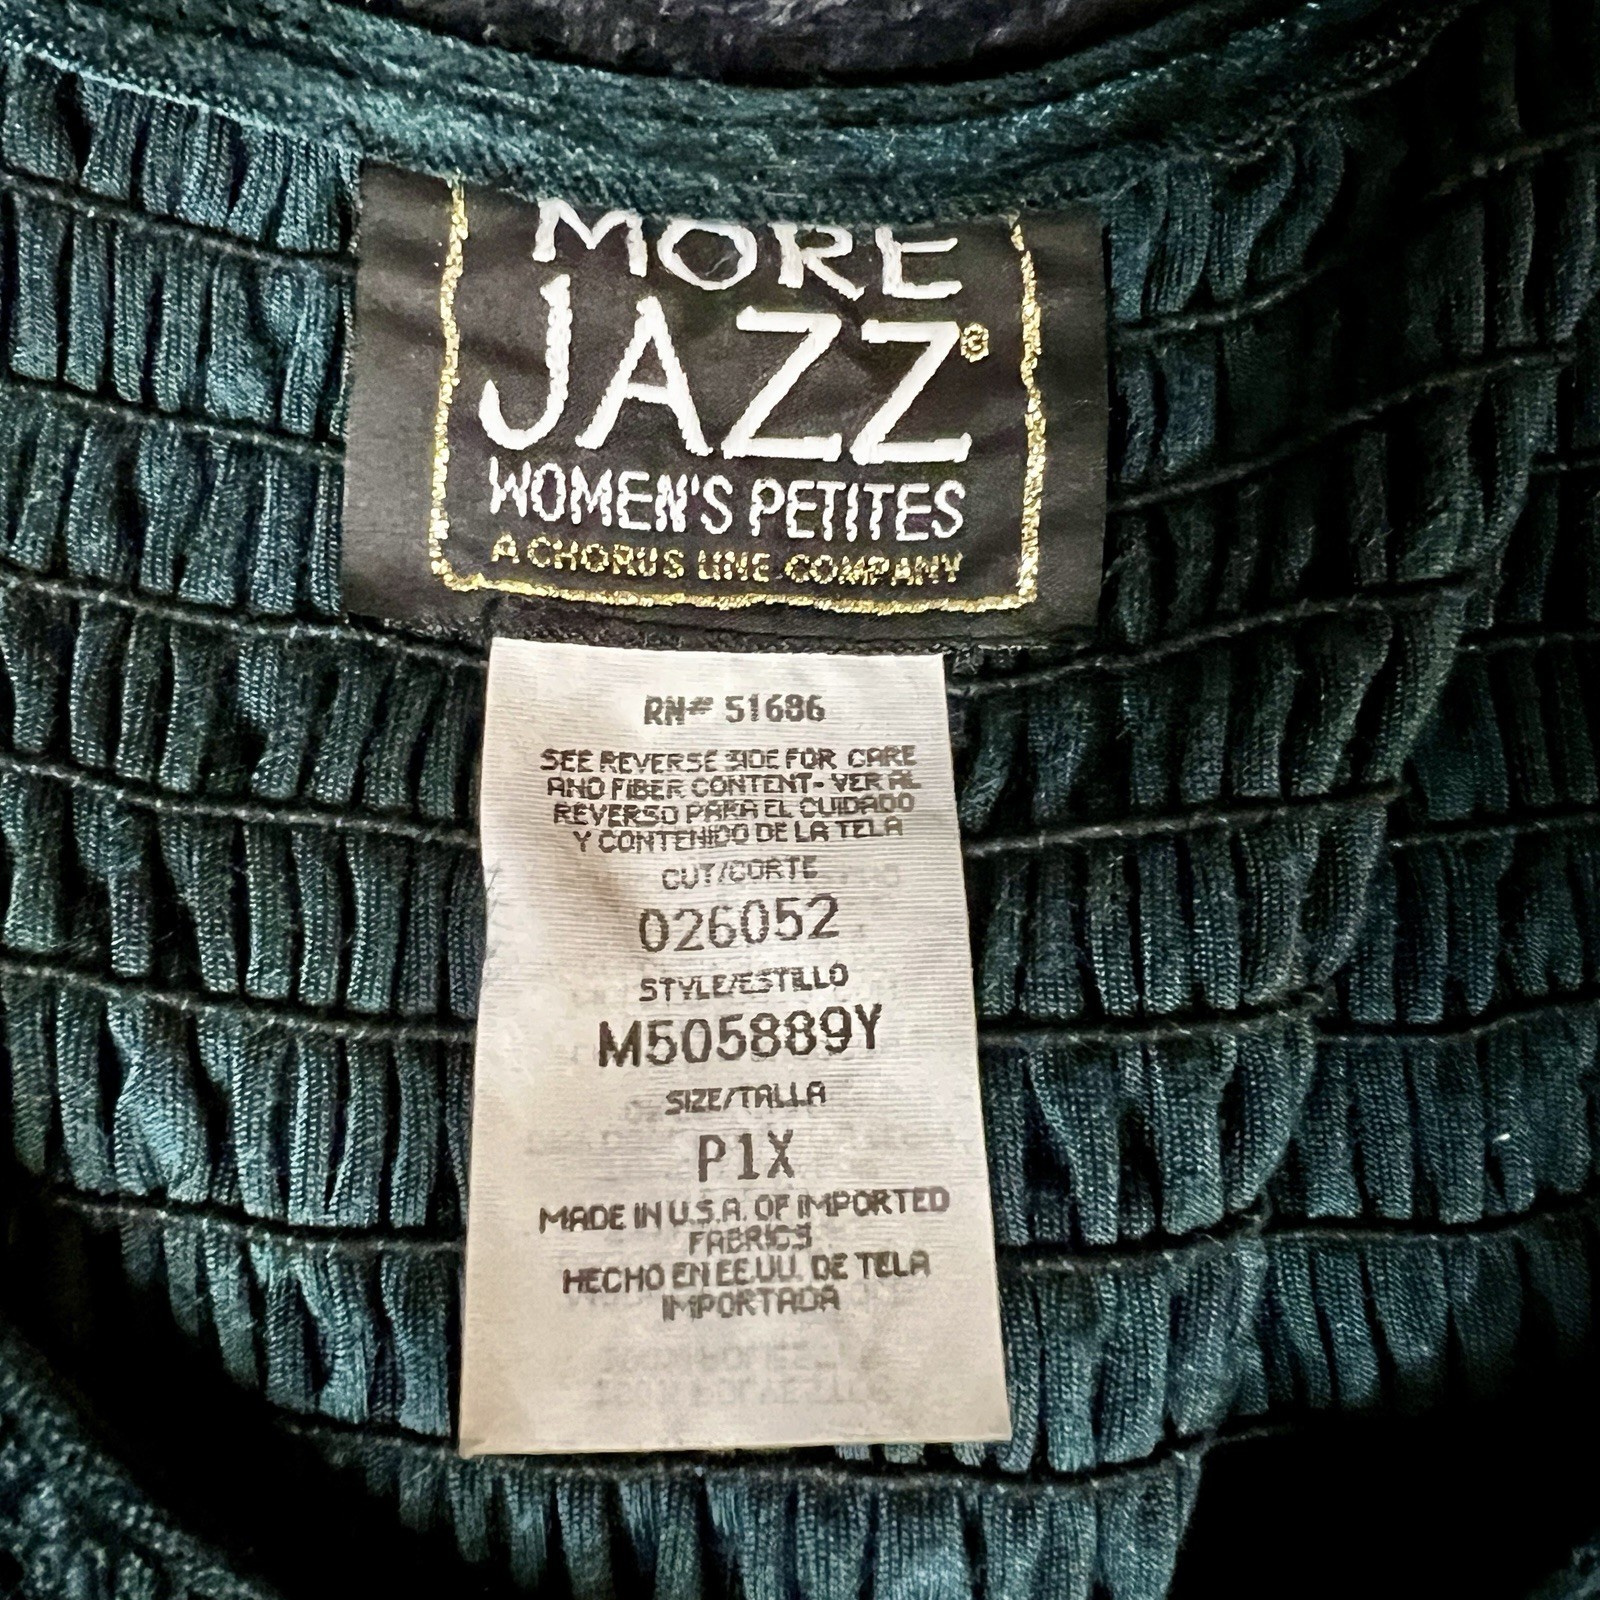 MORE
JAZZ®
WOMEN'S PETITES
A CHORUS LINE COMPANY
RN# 51686
SEE REVERSE SIDE FOR CARE
AND FIBER CONTENT- VER AL
REVERSO PARA EL CUIDADO
Y CONTENIDO DE LA TELA
CUT/CORTE
026052
STYLE/ESTILLO
M505889Y
SIZE/TALLA
P1X
MADE IN U.S.A. OF IMPORTED
FABRICS
HECHO EN EE.UU. DE TELA
IMPORTADA